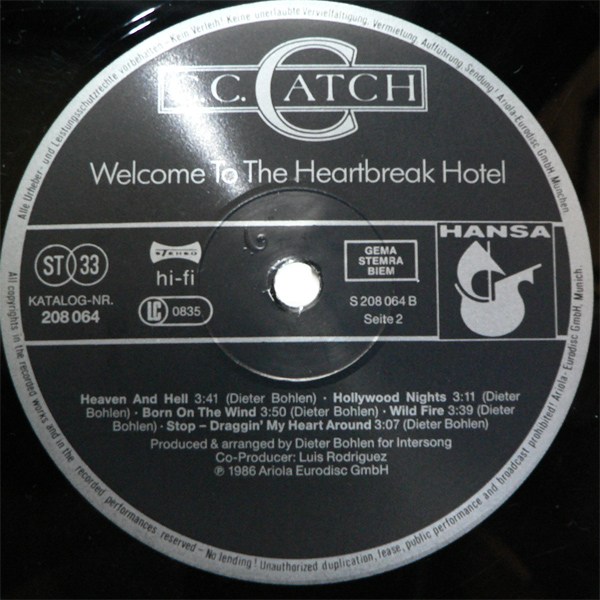 C.C. CATCH
Welcome To The Heartbreak Hotel
ST 33
STEREO
hi-fi
KATALOG-NR.
208 064
LC 0835
GEMA
STEMRA
BIEM
S 208 064 B
Seite 2
HANSA
Heaven And Hell 3:41 (Dieter Bohlen) · Hollywood Nights 3:11 (Dieter
Bohlen) · Born On The Wind 3:50 (Dieter Bohlen) · Wild Fire 3:39 (Dieter
Bohlen) · Stop – Draggin' My Heart Around 3:07 (Dieter Bohlen)
Produced & arranged by Dieter Bohlen for Intersong
Co-Producer: Luis Rodriguez
℗ 1986 Ariola Eurodisc GmbH
Alle Urheber- und Leistungsschutzrechte vorbehalten · Kein Verleih! Keine unerlaubte Vervielfältigung, Vermietung, Aufführung, Sendung! Ariola-Eurodisc GmbH München.
All copyrights in the recorded works and in the recorded performances reserved – No lending! Unauthorized duplication, lease, public performance and broadcast prohibited! Ariola - Eurodisc GmbH, Munich.